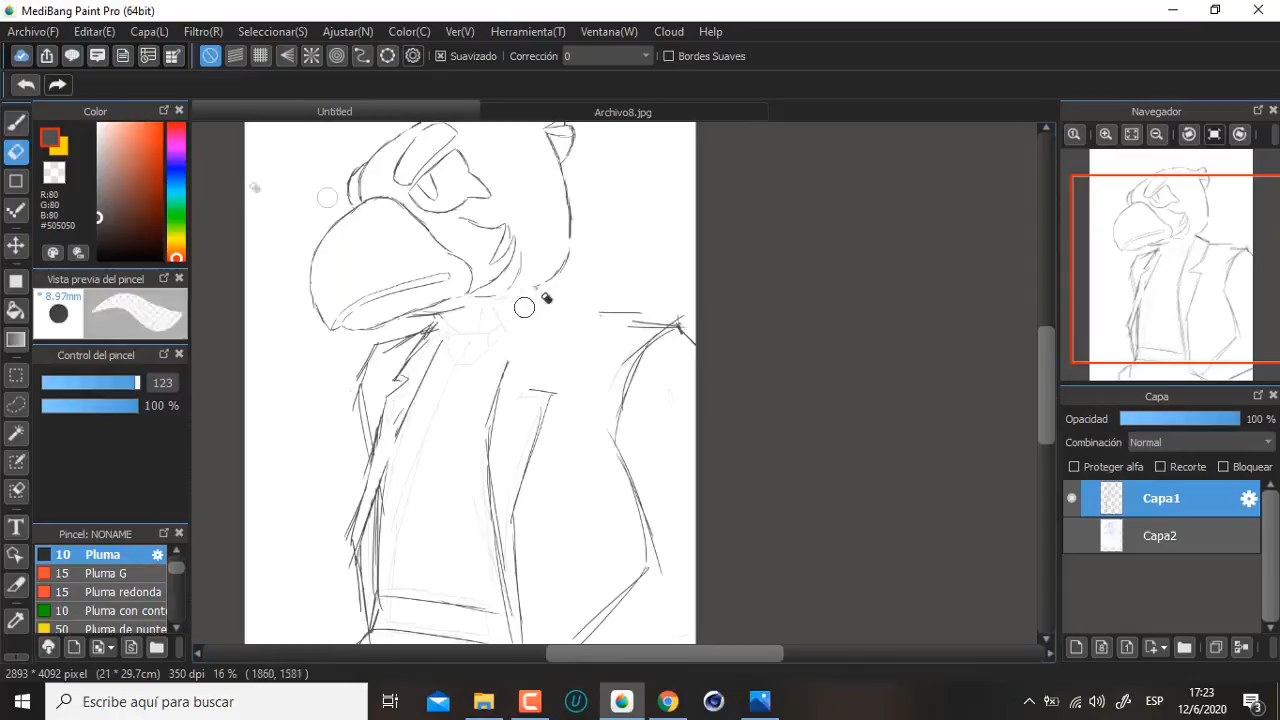 MediBang Paint Pro (64bit)
Archivo(F) Editar(E) Capa(L) Filtro(R) Seleccionar(S) Ajustar(N) Color(C) Ver(V) Herramienta(T) Ventana(W) Cloud Help
Suavizado Corrección 0 Bordes Suaves
Color
Untitled
Archivo8.jpg
Navegador
R:80
G:80
B:80
#505050
Vista previa del pincel
* 8.97mm
Control del pincel
123
100 %
Pincel: NONAME
10 Pluma
15 Pluma G
15 Pluma redonda
10 Pluma con cont
50 Pluma de punte
Capa
Opacidad 100 %
Combinación Normal
Proteger alfa Recorte Bloquear
Capa1
Capa2
2893 * 4092 pixel (21 * 29.7cm) 350 dpi 16 % ( 1860, 1581 )
Escribe aquí para buscar
ESP
17:23
12/6/2020
3